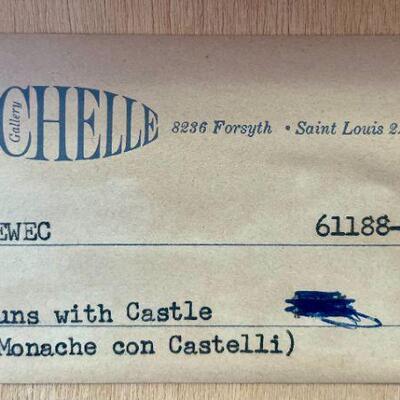 Gallery
CHELLE
8236 Forsyth • Saint Louis 2
EWEC 61188-
uns with Castle
Monache con Castelli)